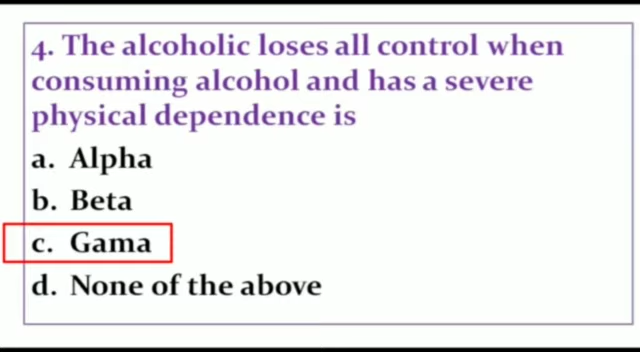 4. The alcoholic loses all control when
consuming alcohol and has a severe
physical dependence is
a. Alpha
b. Beta
c. Gama
d. None of the above